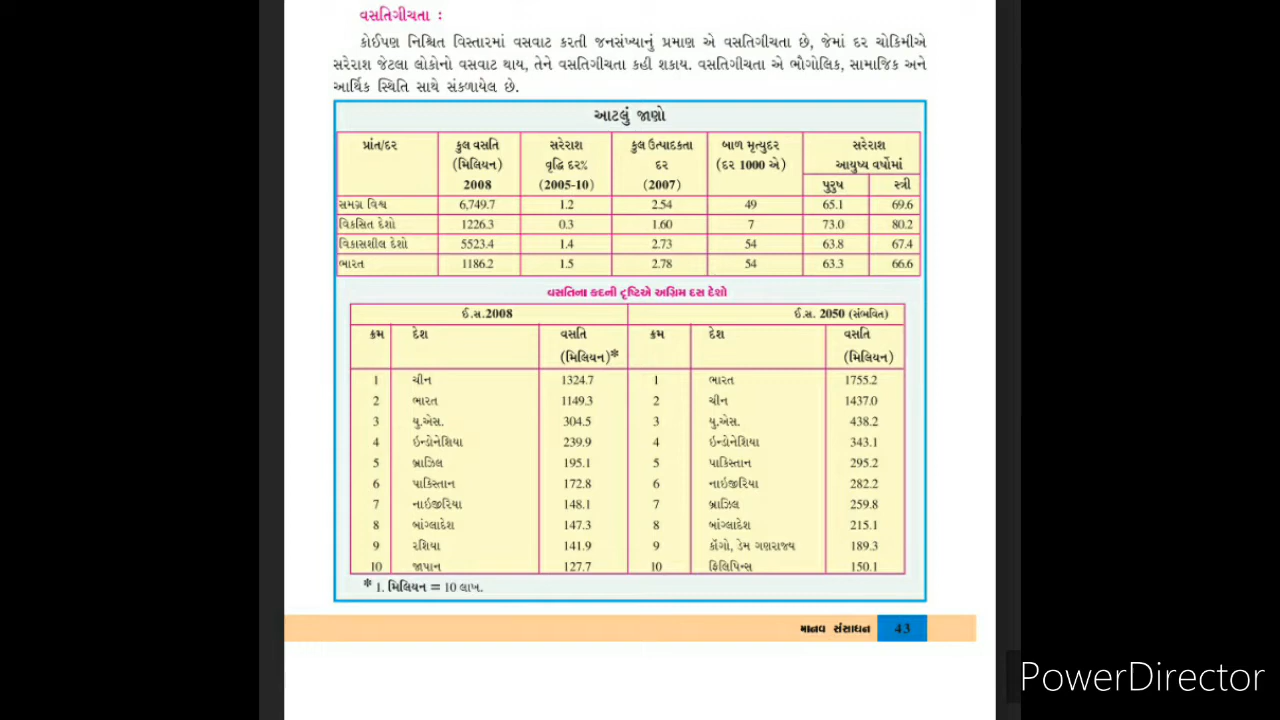 વસતિગીચતા :
કોઈપણ નિશ્ચિત વિસ્તારમાં વસવાટ કરતી જનસંખ્યાનું પ્રમાણ એ વસતિગીચતા છે, જેમાં દર ચોકિમીએ
સરેરાશ જેટલા લોકોનો વસવાટ થાય, તેને વસતિગીચતા કહી શકાય. વસતિગીચતા એ ભૌગોલિક, સામાજિક અને
આર્થિક સ્થિતિ સાથે સંકળાયેલ છે.
આટલું જાણો
પ્રાંત/દર કુલ વસતિ સરેરાશ કુલ ઉત્પાદકતા બાળ મૃત્યુદર સરેરાશ
(મિલિયન) વૃદ્ધિ દર% દર (દર 1000 એ) આયુષ્ય વર્ષોમાં
2008 (2005-10) (2007) પુરુષ સ્ત્રી
સમગ્ર વિશ્વ 6,749.7 1.2 2.54 49 65.1 69.6
વિકસિત દેશો 1226.3 0.3 1.60 7 73.0 80.2
વિકાસશીલ દેશો 5523.4 1.4 2.73 54 63.8 67.4
ભારત 1186.2 1.5 2.78 54 63.3 66.6
વસતિના કદની દૃષ્ટિએ અગ્રિમ દસ દેશો
ઈ.સ.2008 ઈ.સ. 2050 (સંભવિત)
ક્રમ દેશ વસતિ ક્રમ દેશ વસતિ
(મિલિયન)* (મિલિયન)
1 ચીન 1324.7 1 ભારત 1755.2
2 ભારત 1149.3 2 ચીન 1437.0
3 યુ.એસ. 304.5 3 યુ.એસ. 438.2
4 ઇન્ડોનેશિયા 239.9 4 ઇન્ડોનેશિયા 343.1
5 બ્રાઝિલ 195.1 5 પાકિસ્તાન 295.2
6 પાકિસ્તાન 172.8 6 નાઇજીરિયા 282.2
7 નાઇજીરિયા 148.1 7 બ્રાઝિલ 259.8
8 બાંગ્લાદેશ 147.3 8 બાંગ્લાદેશ 215.1
9 રશિયા 141.9 9 કોંગો, ડેમ ગણરાજ્ય 189.3
10 જાપાન 127.7 10 ફિલિપિન્સ 150.1
* 1. મિલિયન = 10 લાખ.
માનવ સંસાધન 43
PowerDirector